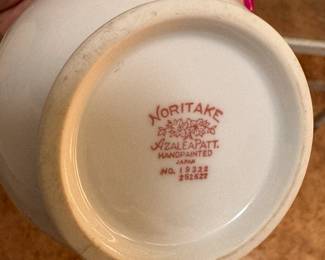 NORITAKE
AZALEA PATT.
HANDPAINTED
JAPAN
NO. 19322
252622